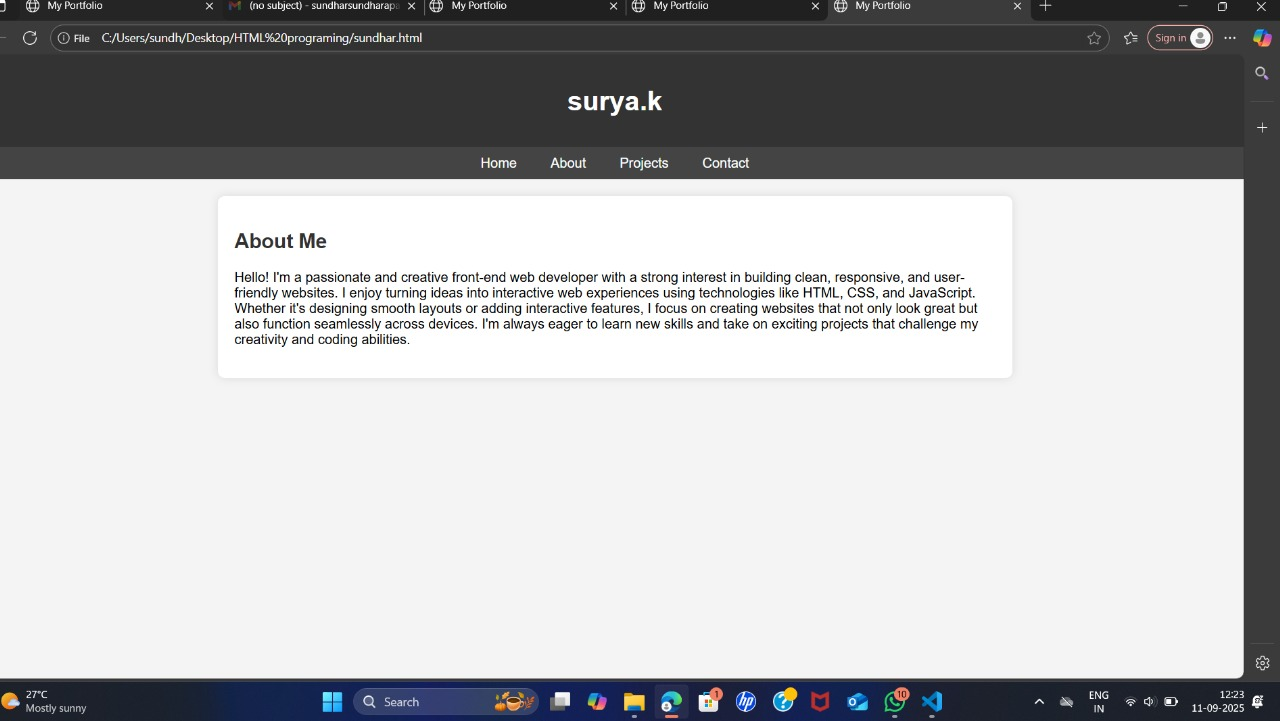 My Portfolio
(no subject) - sundharsundharapa
My Portfolio
My Portfolio
My Portfolio
File C:/Users/sundh/Desktop/HTML%20programing/sundhar.html
Sign in
surya.k
Home About Projects Contact
About Me
Hello! I'm a passionate and creative front-end web developer with a strong interest in building clean, responsive, and user-
friendly websites. I enjoy turning ideas into interactive web experiences using technologies like HTML, CSS, and JavaScript.
Whether it's designing smooth layouts or adding interactive features, I focus on creating websites that not only look great but
also function seamlessly across devices. I'm always eager to learn new skills and take on exciting projects that challenge my
creativity and coding abilities.
27°C
Mostly sunny
Search
1
hp
10
ENG
IN
12:23
11-09-2025